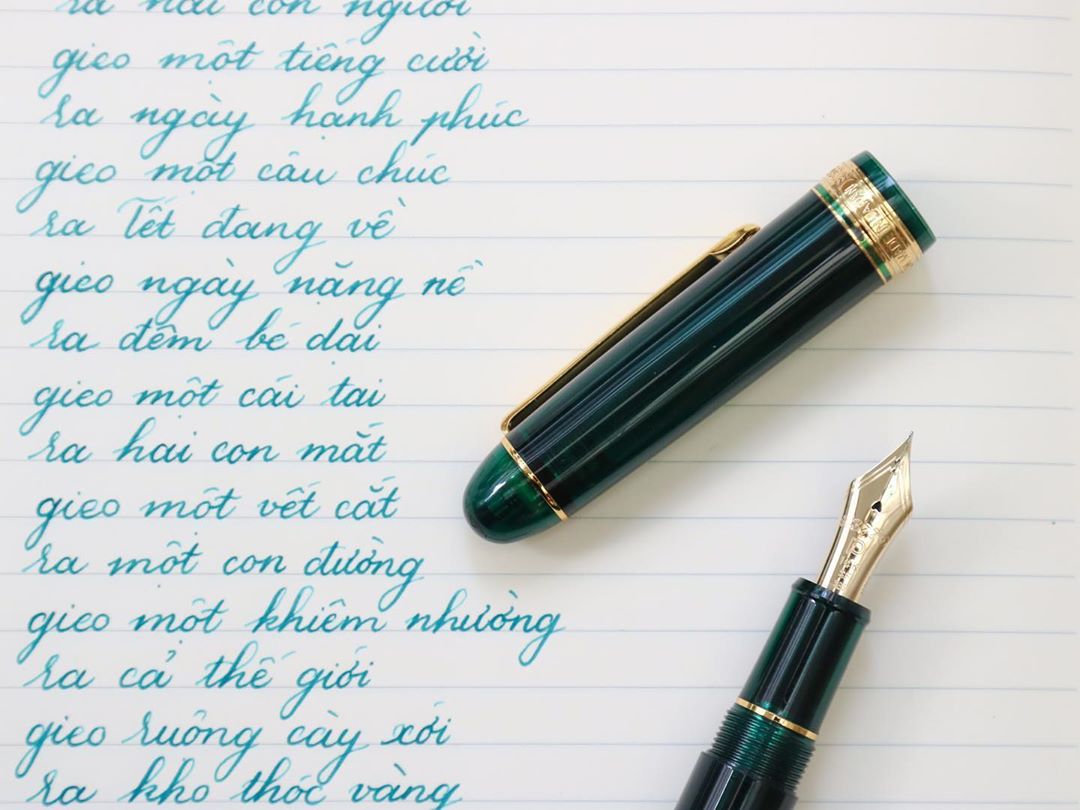 ra hai con người
gieo một tiếng cười
ra ngày hạnh phúc
gieo một câu chúc
ra Tết đang về
gieo ngày nặng nề
ra đêm bé dại
gieo một cái tai
ra hai con mắt
gieo một vết cắt
ra một con đường
gieo một khiêm nhường
ra cả thế giới
gieo ruộng cày xới
ra kho thóc vàng